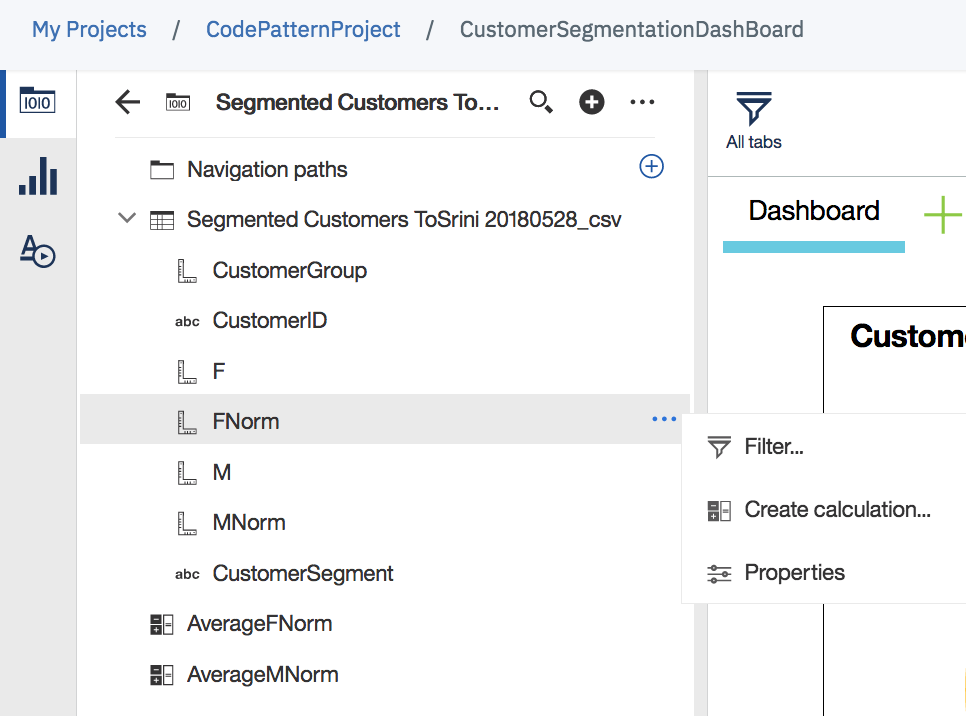 My Projects / CodePatternProject / CustomerSegmentationDashBoard
Segmented Customers To...
All tabs
Navigation paths
Segmented Customers ToSrini 20180528_csv
Dashboard
CustomerGroup
abc CustomerID
F
Custom
FNorm
Filter...
M
Create calculation...
MNorm
abc CustomerSegment
Properties
AverageFNorm
AverageMNorm